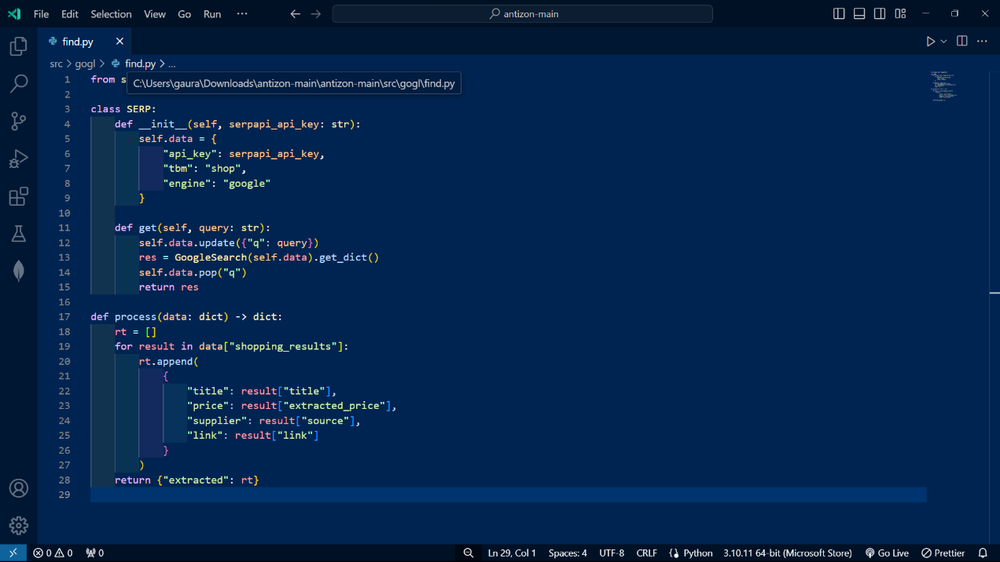 File Edit Selection View Go Run ··· antizon-main
find.py
src > gogl > find.py > ...
1 from s
C:\Users\gaura\Downloads\antizon-main\antizon-main\src\gogl\find.py
2
3 class SERP:
4 def __init__(self, serpapi_api_key: str):
5 self.data = {
6 "api_key": serpapi_api_key,
7 "tbm": "shop",
8 "engine": "google"
9 }
10
11 def get(self, query: str):
12 self.data.update({"q": query})
13 res = GoogleSearch(self.data).get_dict()
14 self.data.pop("q")
15 return res
16
17 def process(data: dict) -> dict:
18 rt = []
19 for result in data["shopping_results"]:
20 rt.append(
21 {
22 "title": result["title"],
23 "price": result["extracted_price"],
24 "supplier": result["source"],
25 "link": result["link"]
26 }
27 )
28 return {"extracted": rt}
29
0 0 0 Ln 29, Col 1 Spaces: 4 UTF-8 CRLF Python 3.10.11 64-bit (Microsoft Store) Go Live Prettier